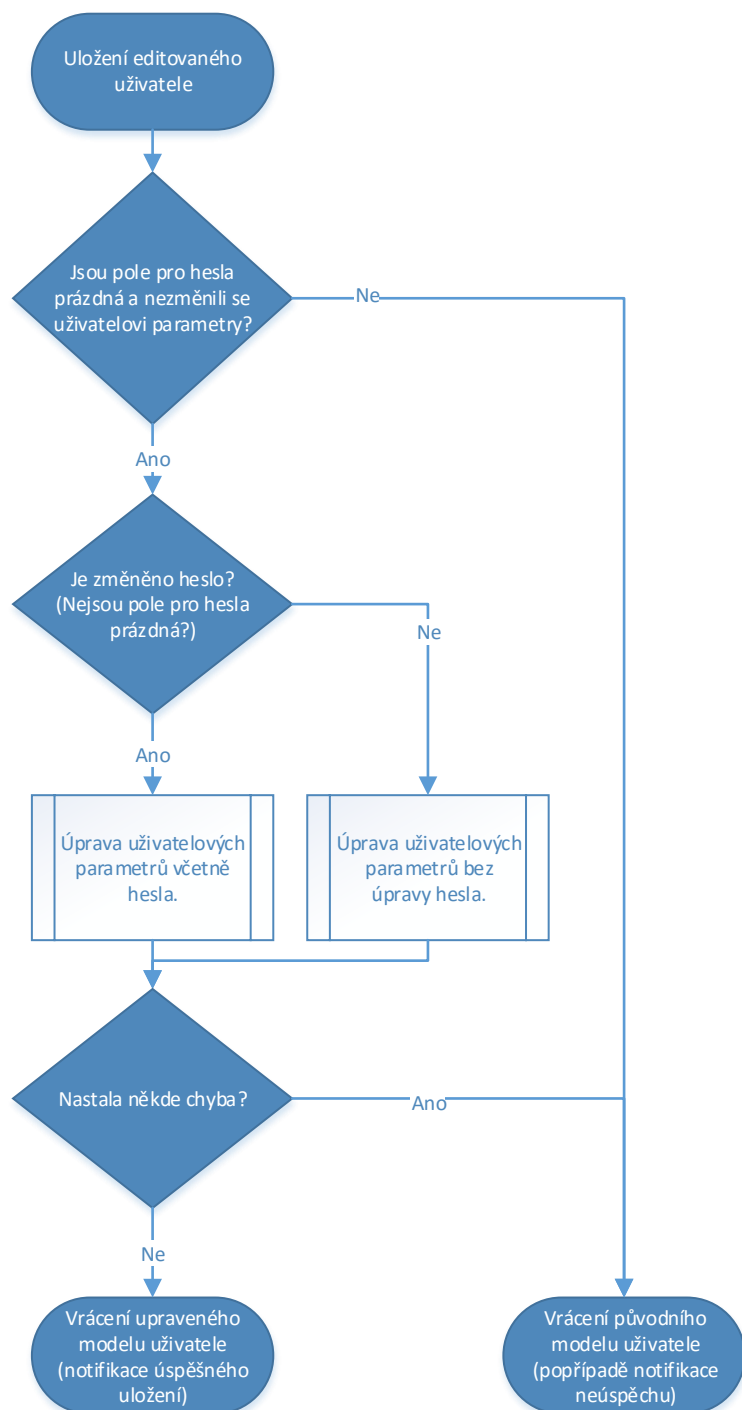 Uložení editovaného
uživatele
Jsou pole pro hesla
prázdná a nezměnili se
uživatelovi parametry?
Ne
Ano
Je změněno heslo?
(Nejsou pole pro hesla
prázdná?)
Ne
Ano
Úprava uživatelových
parametrů včetně
hesla.
Úprava uživatelových
parametrů bez
úpravy hesla.
Nastala někde chyba?
Ano
Ne
Vrácení upraveného
modelu uživatele
(notifikace úspěšného
uložení)
Vrácení původního
modelu uživatele
(popřípadě notifikace
neúspěchu)